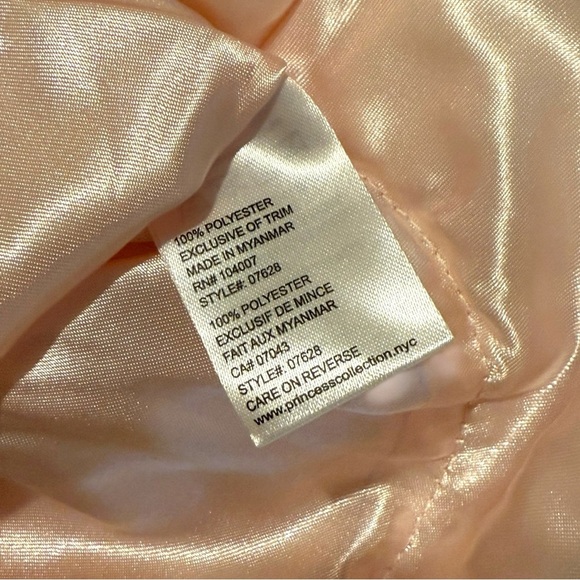 100% POLYESTER
EXCLUSIVE OF TRIM
MADE IN MYANMAR
RN# 104007
STYLE#: 07628
100% POLYESTER
EXCLUSIF DE MINCE
FAIT AUX MYANMAR
CA# 07043
STYLE#: 07628
CARE ON REVERSE
www.princesscollection.nyc